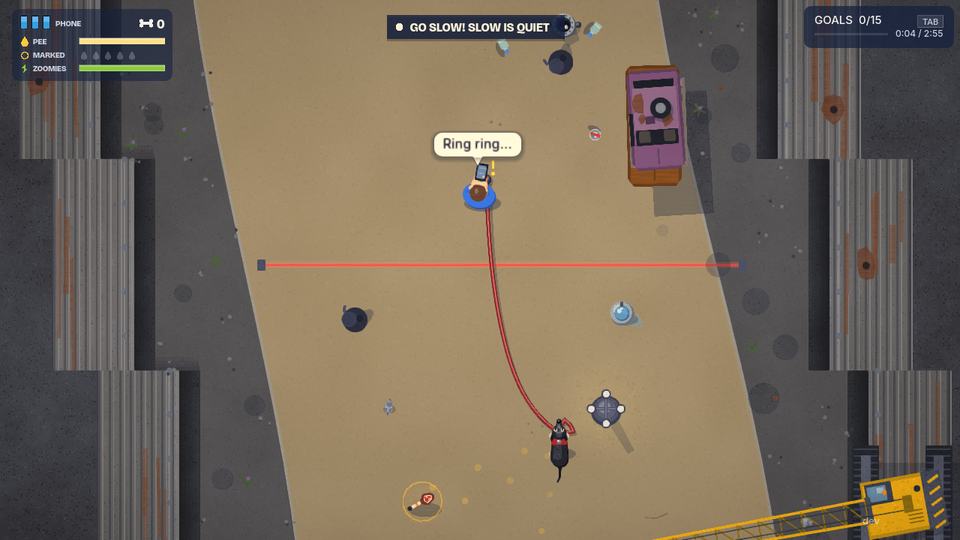 PHONE
0
PEE
MARKED
ZOOMIES
GO SLOW! SLOW IS QUIET
GOALS 0/15
TAB
0:04 / 2:55
Ring ring...
dev